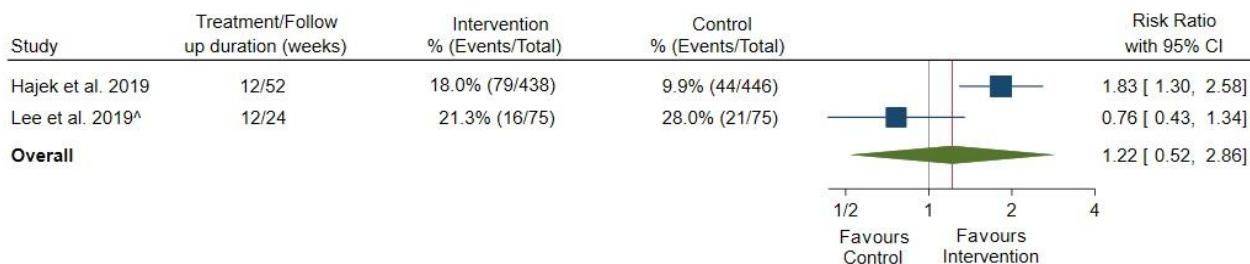 Study Treatment/Follow up duration (weeks) Intervention % (Events/Total) Control % (Events/Total) Risk Ratio with 95% CI
Hajek et al. 2019 12/52 18.0% (79/438) 9.9% (44/446) 1.83 [ 1.30, 2.58]
Lee et al. 2019^ 12/24 21.3% (16/75) 28.0% (21/75) 0.76 [ 0.43, 1.34]
Overall 1.22 [ 0.52, 2.86]
1/2 1 2 4
Favours Control Favours Intervention